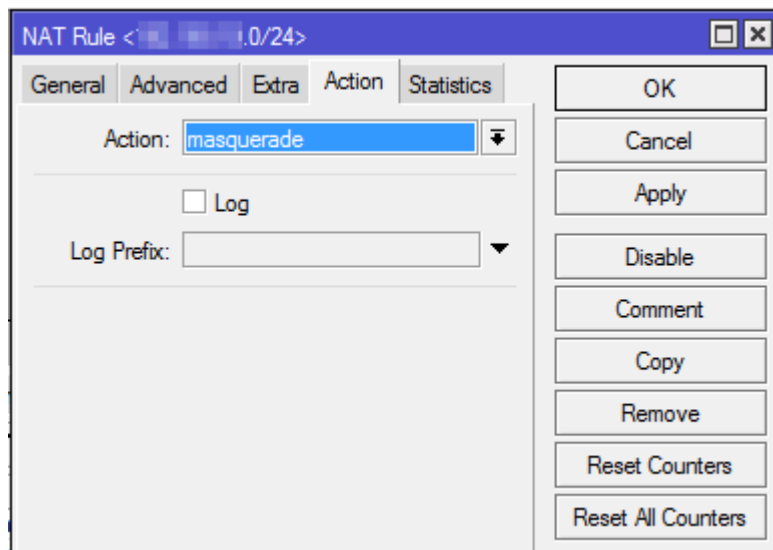 NAT Rule < .0/24>
General Advanced Extra Action Statistics
Action: masquerade
Log
Log Prefix:
OK
Cancel
Apply
Disable
Comment
Copy
Remove
Reset Counters
Reset All Counters